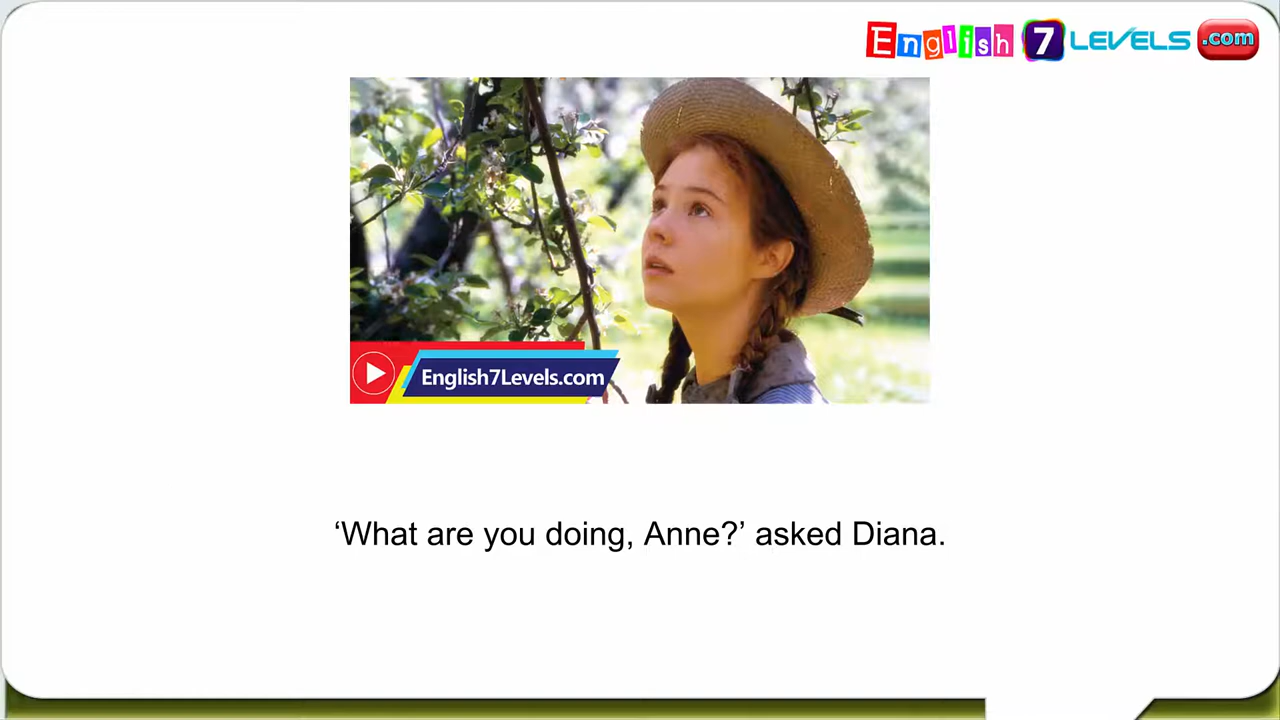 English 7 LEVELS .com
English7Levels.com
‘What are you doing, Anne?’ asked Diana.